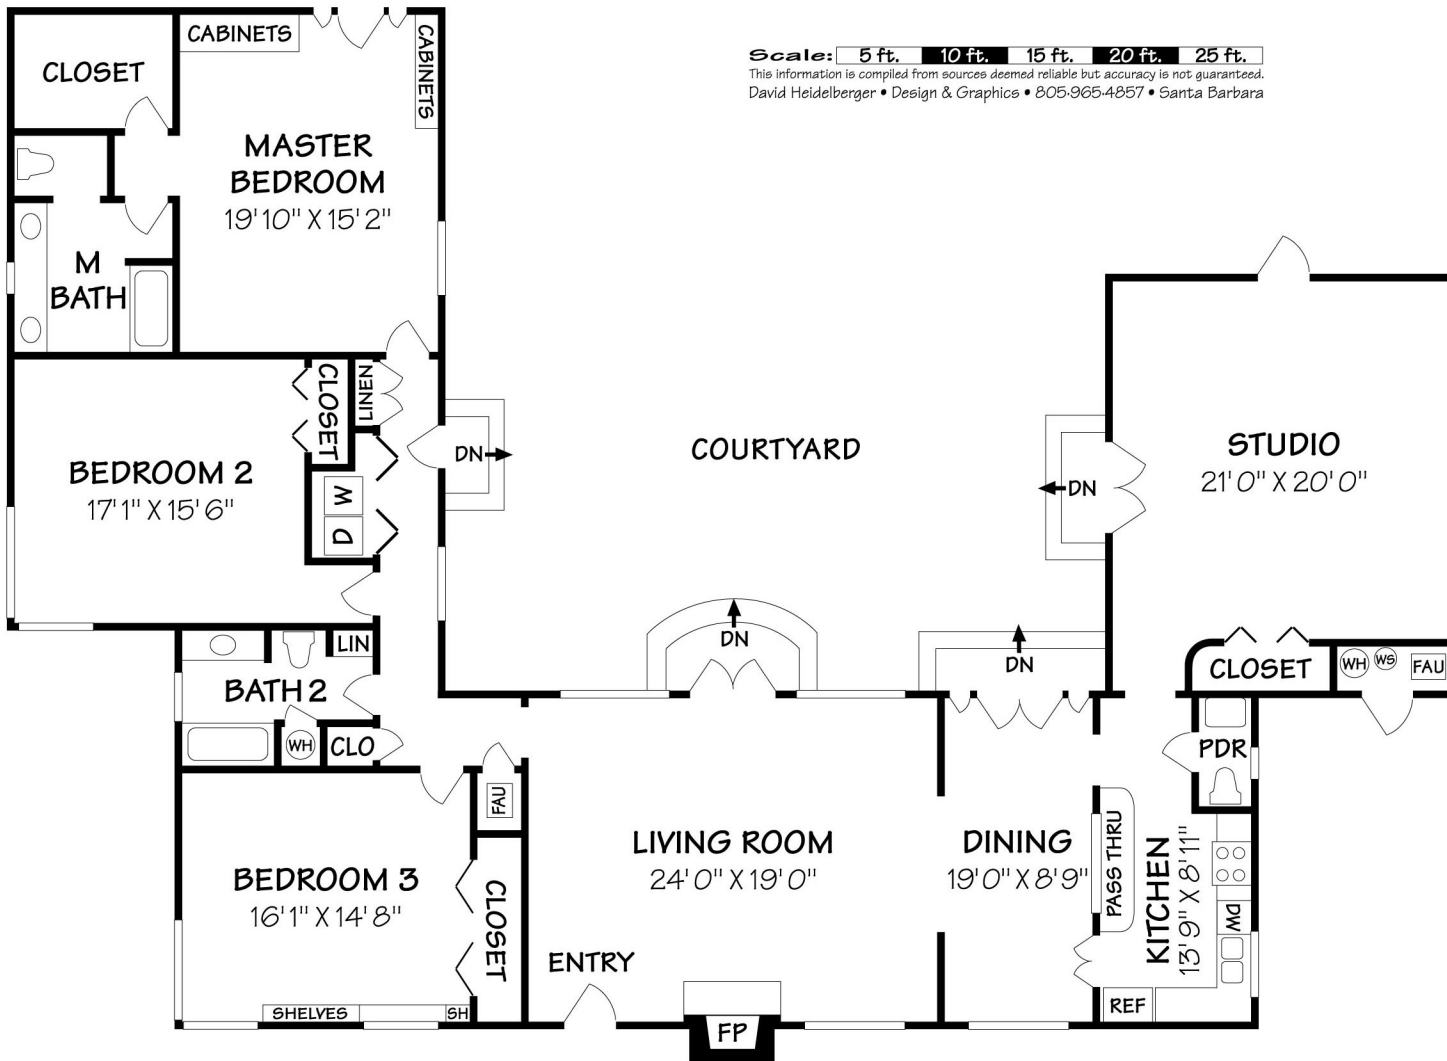 CABINETS
CABINETS
CLOSET
Scale: 5 ft. 10 ft. 15 ft. 20 ft. 25 ft.
This information is compiled from sources deemed reliable but accuracy is not guaranteed.
David Heidelberger • Design & Graphics • 805•965•4857 • Santa Barbara
MASTER
BEDROOM
19'10" X 15'2"
M
BATH
CLOSET
LINEN
BEDROOM 2
17'1" X 15'6"
W
D
DN
COURTYARD
DN
STUDIO
21'0" X 20'0"
DN
DN
LIN
BATH 2
WH
CLO
CLOSET
WH
WS
FAU
PDR
FAU
BEDROOM 3
16'1" X 14'8"
CLOSET
LIVING ROOM
24'0" X 19'0"
DINING
19'0" X 8'9"
PASS THRU
KITCHEN
13'9" X 8'11"
DW
ENTRY
SHELVES
SH
FP
REF